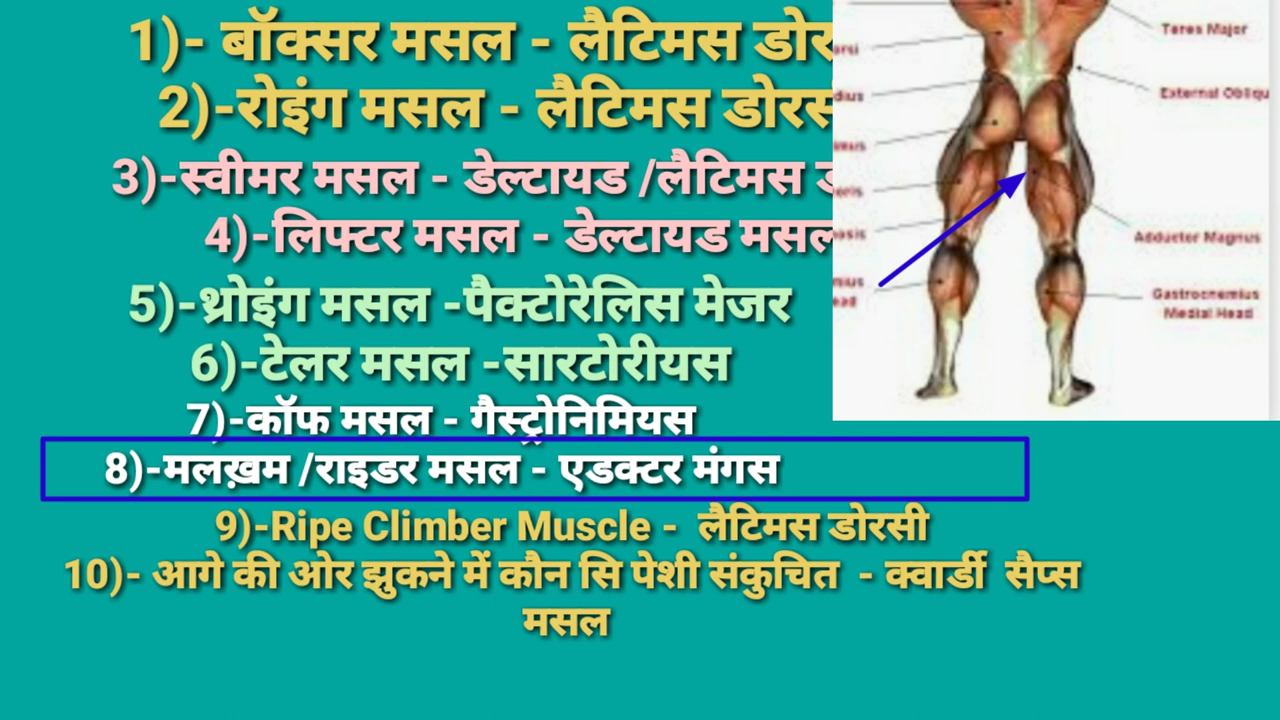 1)- बॉक्सर मसल - लैटिमस डोर
2)-रोइंग मसल - लैटिमस डोरस
3)-स्वीमर मसल - डेल्टायड /लैटिमस
4)-लिफ्टर मसल - डेल्टायड मसल
5)-थ्रोइंग मसल -पैक्टोरेलिस मेजर
6)-टेलर मसल -सारटोरीयस
7)-कॉफ मसल - गैस्ट्रोनिमियस
8)-मलख़म /राइडर मसल - एडक्टर मंगस
9)-Ripe Climber Muscle - लैटिमस डोरसी
10)- आगे की ओर झुकने में कौन सि पेशी संकुचित - क्वार्डी सैप्स
मसल
Teres Major
External Obliqu
Adductor Magnus
Gastrocnemius
Medial Head